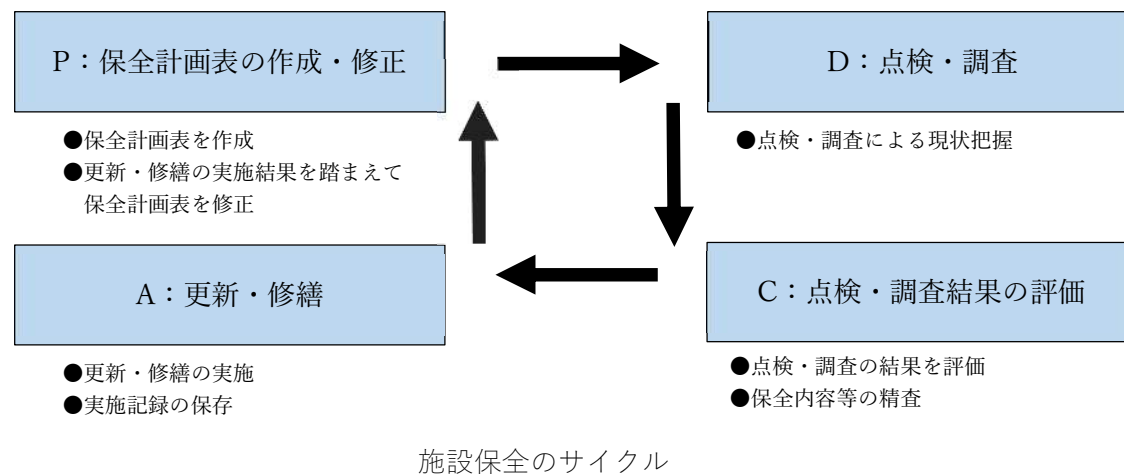 P：保全計画表の作成・修正
●保全計画表を作成
●更新・修繕の実施結果を踏まえて
保全計画表を修正
D：点検・調査
●点検・調査による現状把握
C：点検・調査結果の評価
●点検・調査の結果を評価
●保全内容等の精査
A：更新・修繕
●更新・修繕の実施
●実施記録の保存
施設保全のサイクル